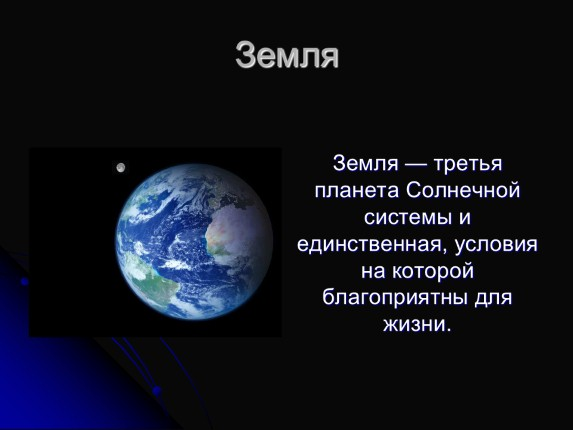 Земля
Земля — третья
планета Солнечной
системы и
единственная, условия
на которой
благоприятны для
жизни.